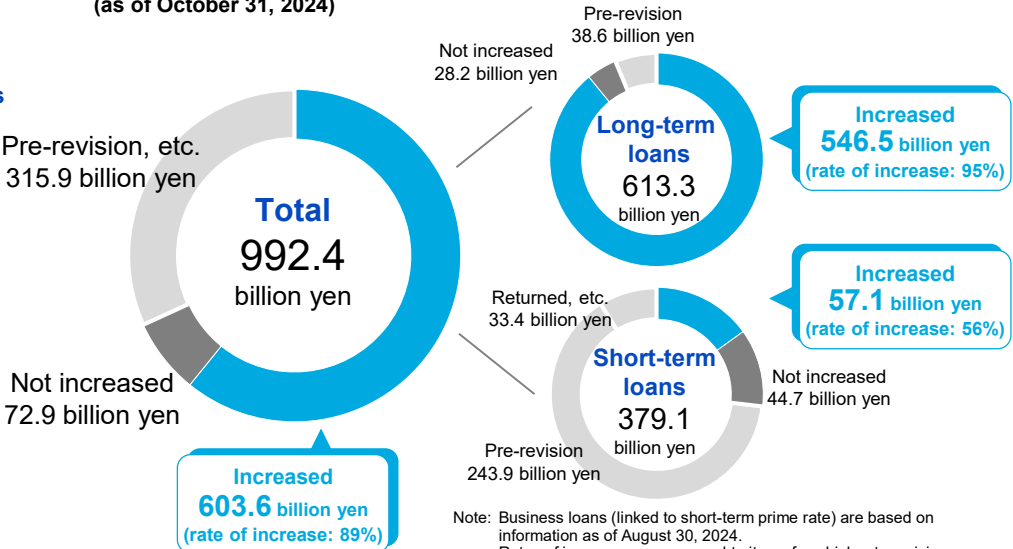 (as of October 31, 2024)
s
Pre-revision, etc.
315.9 billion yen
Total
992.4
billion yen
Not increased
72.9 billion yen
Increased
603.6 billion yen
(rate of increase: 89%)
Pre-revision
38.6 billion yen
Not increased
28.2 billion yen
Long-term
loans
613.3
billion yen
Increased
546.5 billion yen
(rate of increase: 95%)
Returned, etc.
33.4 billion yen
Short-term
loans
379.1
billion yen
Increased
57.1 billion yen
(rate of increase: 56%)
Not increased
44.7 billion yen
Pre-revision
243.9 billion yen
Note: Business loans (linked to short-term prime rate) are based on
information as of August 30, 2024.